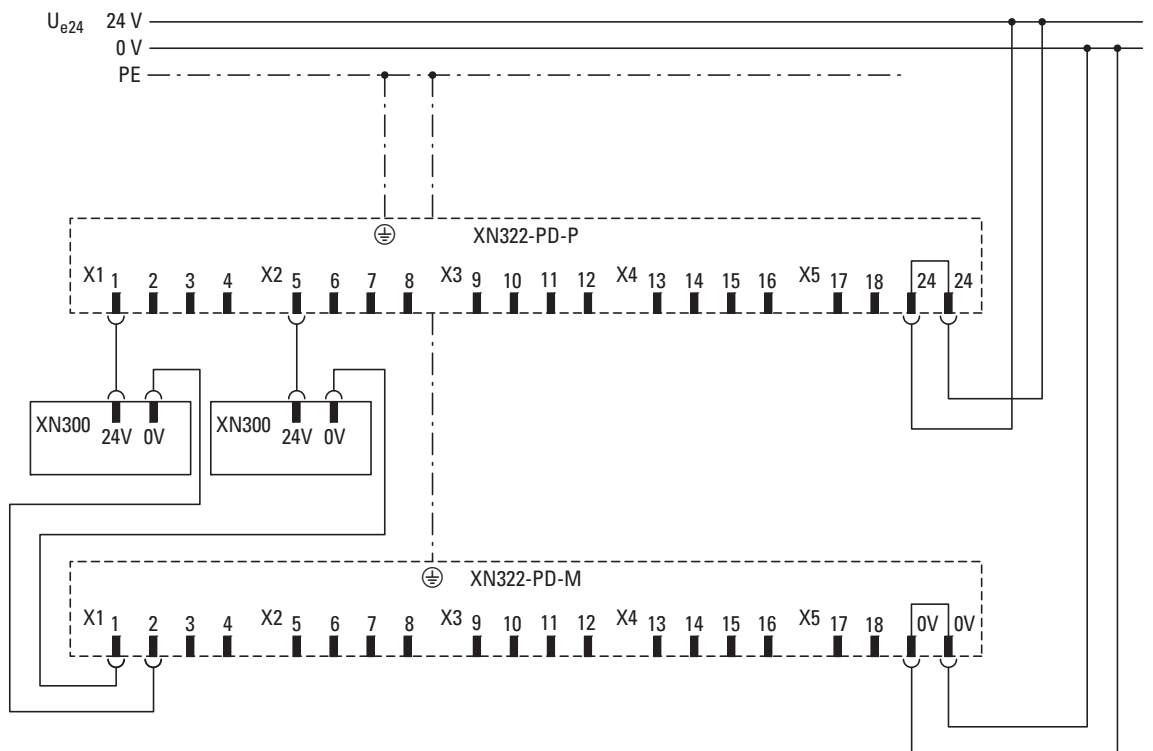 Ue24 24 V
0 V
PE
XN322-PD-P
X1 1 2 3 4 X2 5 6 7 8 X3 9 10 11 12 X4 13 14 15 16 X5 17 18 24 24
XN300 24V 0V XN300 24V 0V
XN322-PD-M
X1 1 2 3 4 X2 5 6 7 8 X3 9 10 11 12 X4 13 14 15 16 X5 17 18 0V 0V